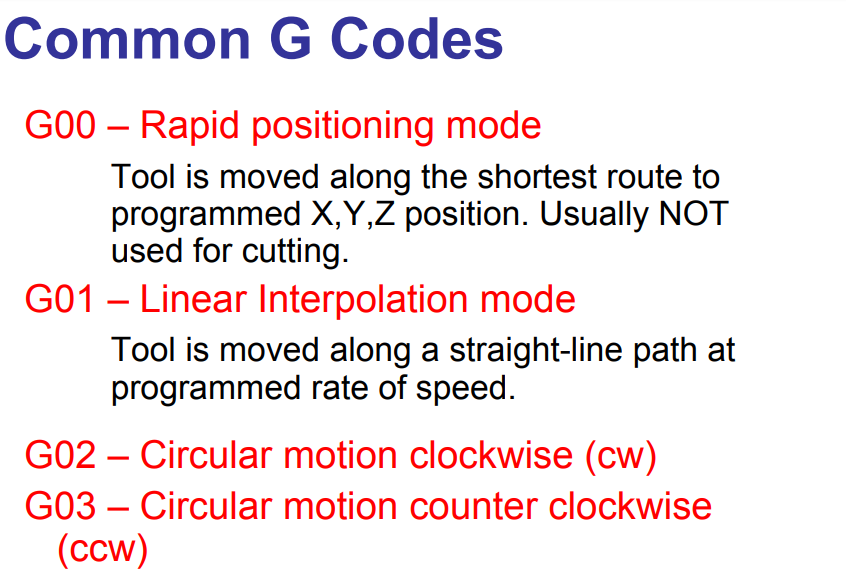 Common G Codes
G00 – Rapid positioning mode
Tool is moved along the shortest route to
programmed X,Y,Z position. Usually NOT
used for cutting.
G01 – Linear Interpolation mode
Tool is moved along a straight-line path at
programmed rate of speed.
G02 – Circular motion clockwise (cw)
G03 – Circular motion counter clockwise
(ccw)